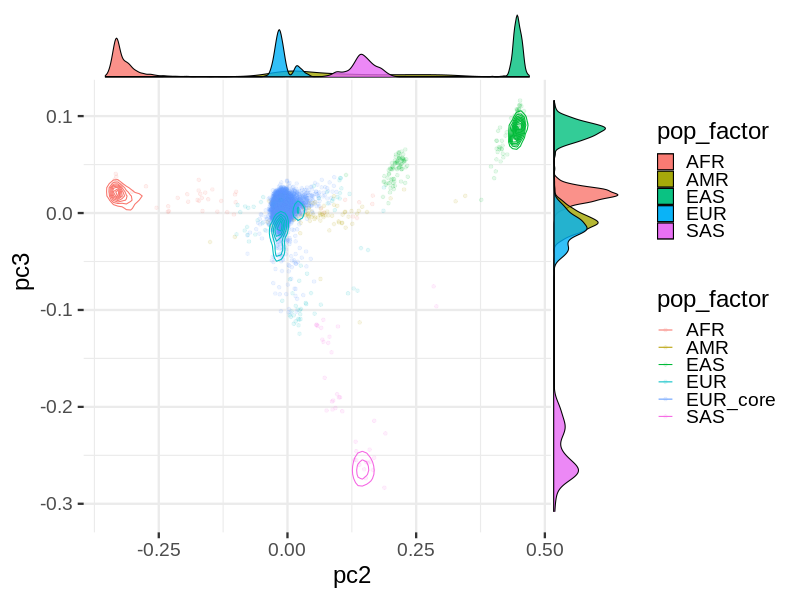 pop_factor
AFR
AMR
EAS
EUR
SAS
pop_factor
AFR
AMR
EAS
EUR
EUR_core
SAS
0.1
0.0
-0.1
-0.2
-0.3
pc3
-0.25
0.00
0.25
0.50
pc2